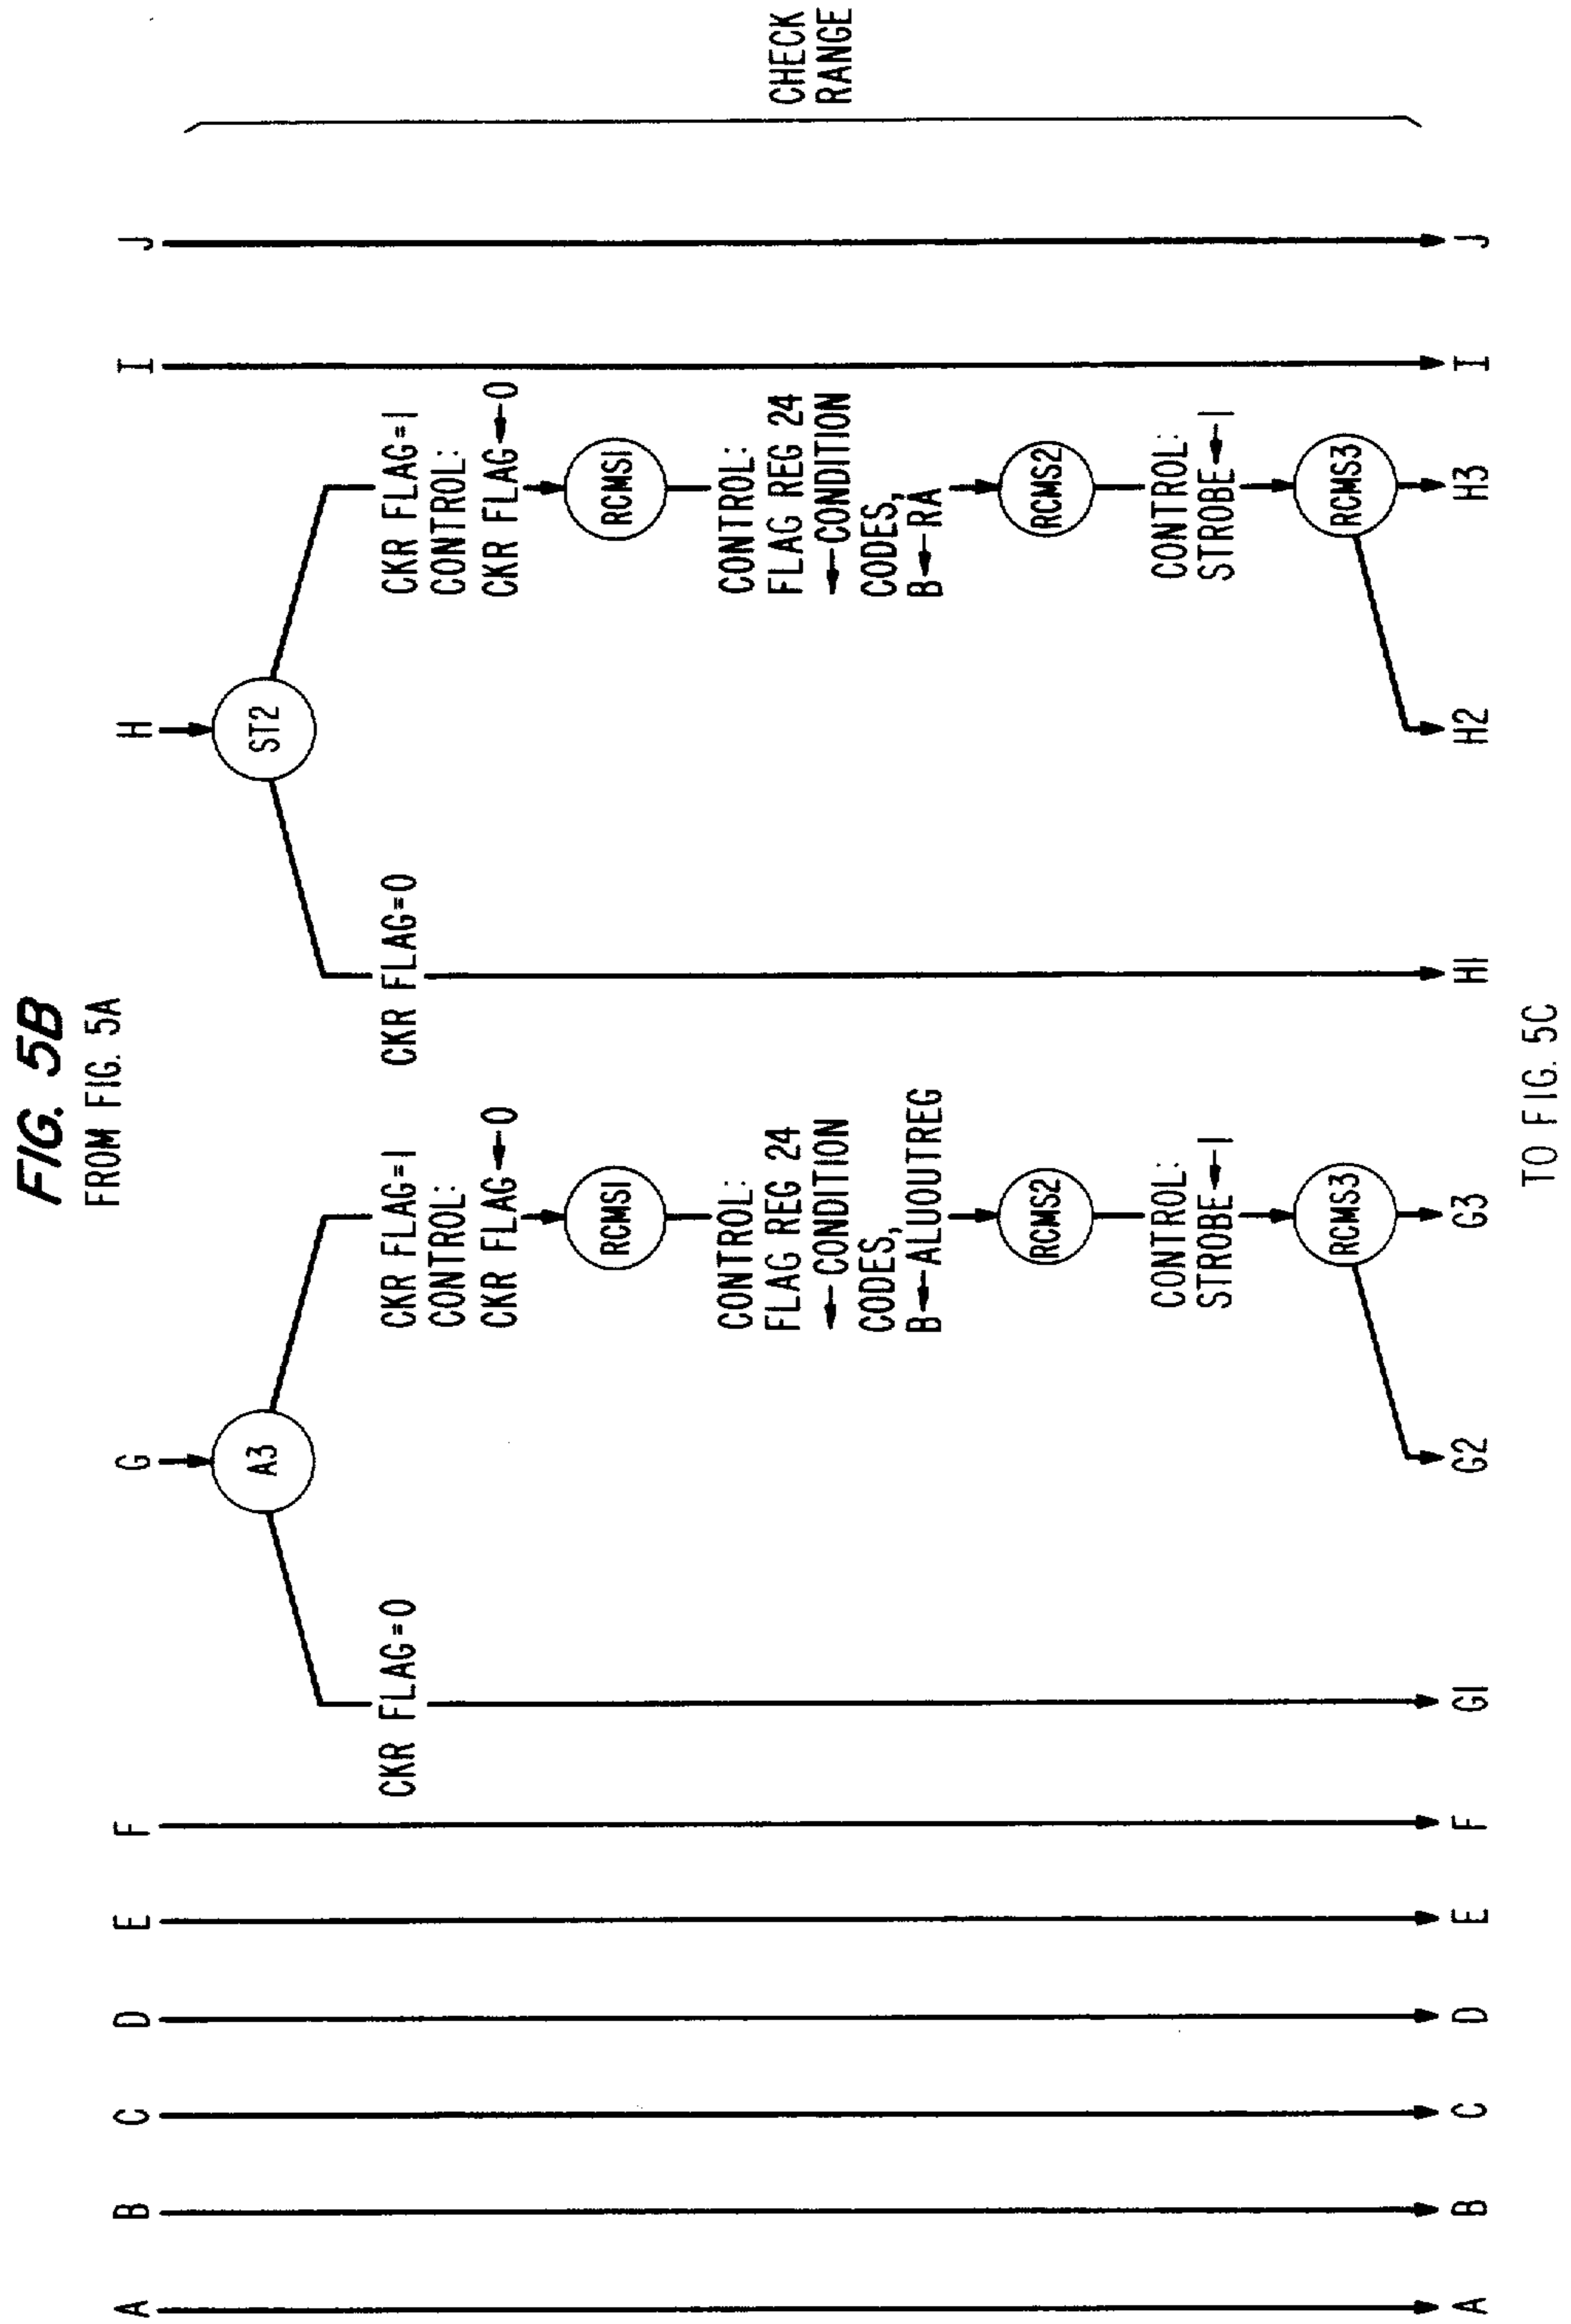 FIG. 5B
FROM FIG. 5A
A B C D E F G H I J
A3
ST2
CKR FLAG=0
CKR FLAG=1
CONTROL:
CKR FLAG←0
CKR FLAG=0
CKR FLAG=1
CONTROL:
CKR FLAG←0
RCMS1
RCMS1
CONTROL:
FLAG REG 24
←CONDITION
CODES,
B←ALUOUTREG
CONTROL:
FLAG REG 24
←CONDITION
CODES,
B←RA
RCMS2
RCMS2
CONTROL:
STROBE←1
CONTROL:
STROBE←1
RCMS3
RCMS3
CHECK
RANGE
A B C D E F G1 G2 G3 H1 H2 H3 I J
TO FIG. 5C